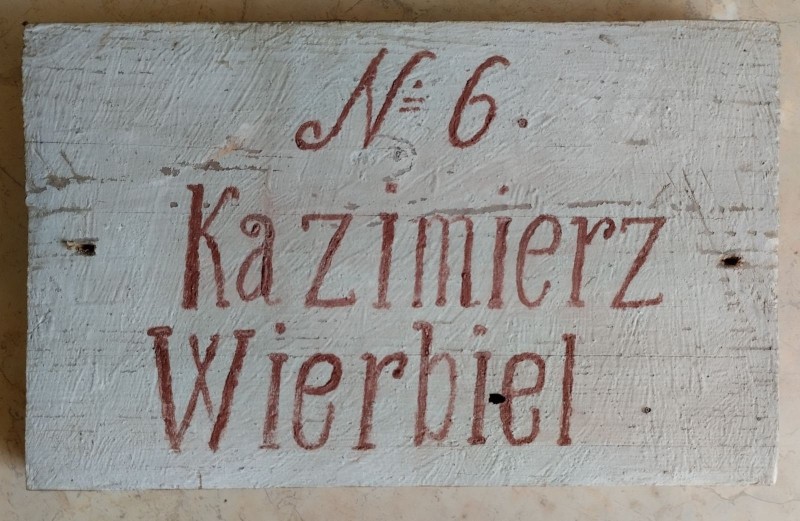 № 6.
Kazimierz
Wierbiel